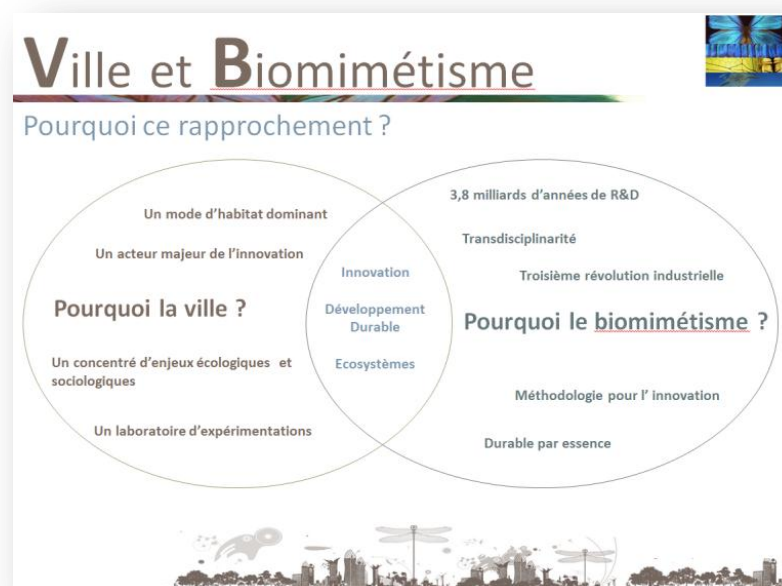 Ville et Biomimétisme
Pourquoi ce rapprochement ?
Un mode d'habitat dominant
Un acteur majeur de l'innovation
Pourquoi la ville ?
Un concentré d'enjeux écologiques et
sociologiques
Un laboratoire d'expérimentations
Innovation
Développement
Durable
Ecosystèmes
3,8 milliards d'années de R&D
Transdisciplinarité
Troisième révolution industrielle
Pourquoi le biomimétisme ?
Méthodologie pour l' innovation
Durable par essence